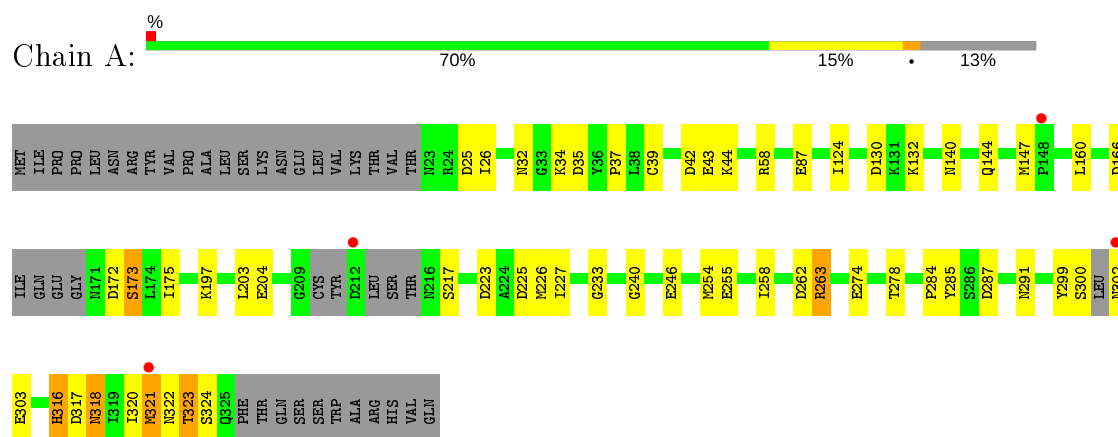 %
Chain A:
70% 15% • 13%
MET ILE PRO PRO LEU ASN ARG TYR VAL PRO ALA LEU SER LYS ASN GLU LEU VAL LYS THR THR VAL THR N23 R24 D25 I26 N32 G33 K34 D35 Y36 P37 L38 C39 D42 E43 K44 R58 E87 I124 D130 K131 K132 N140 Q144 M147 P148 L160 D166
ILE GLN GLU GLY N171 D172 S173 L174 I175 K197 L203 E204 G209 CYS TYR D212 LEU SER THR N216 S217 D223 A224 D225 M226 I227 G233 G240 E246 M254 E255 I258 D262 R263 E274 T278 P284 Y285 S286 D287 N291 Y299 S300 LEU N302
E303 H316 D317 N318 I319 I320 M321 N322 T323 S324 Q325 PHE THR GLN SER SER TRP ALA ARG HIS VAL GLN